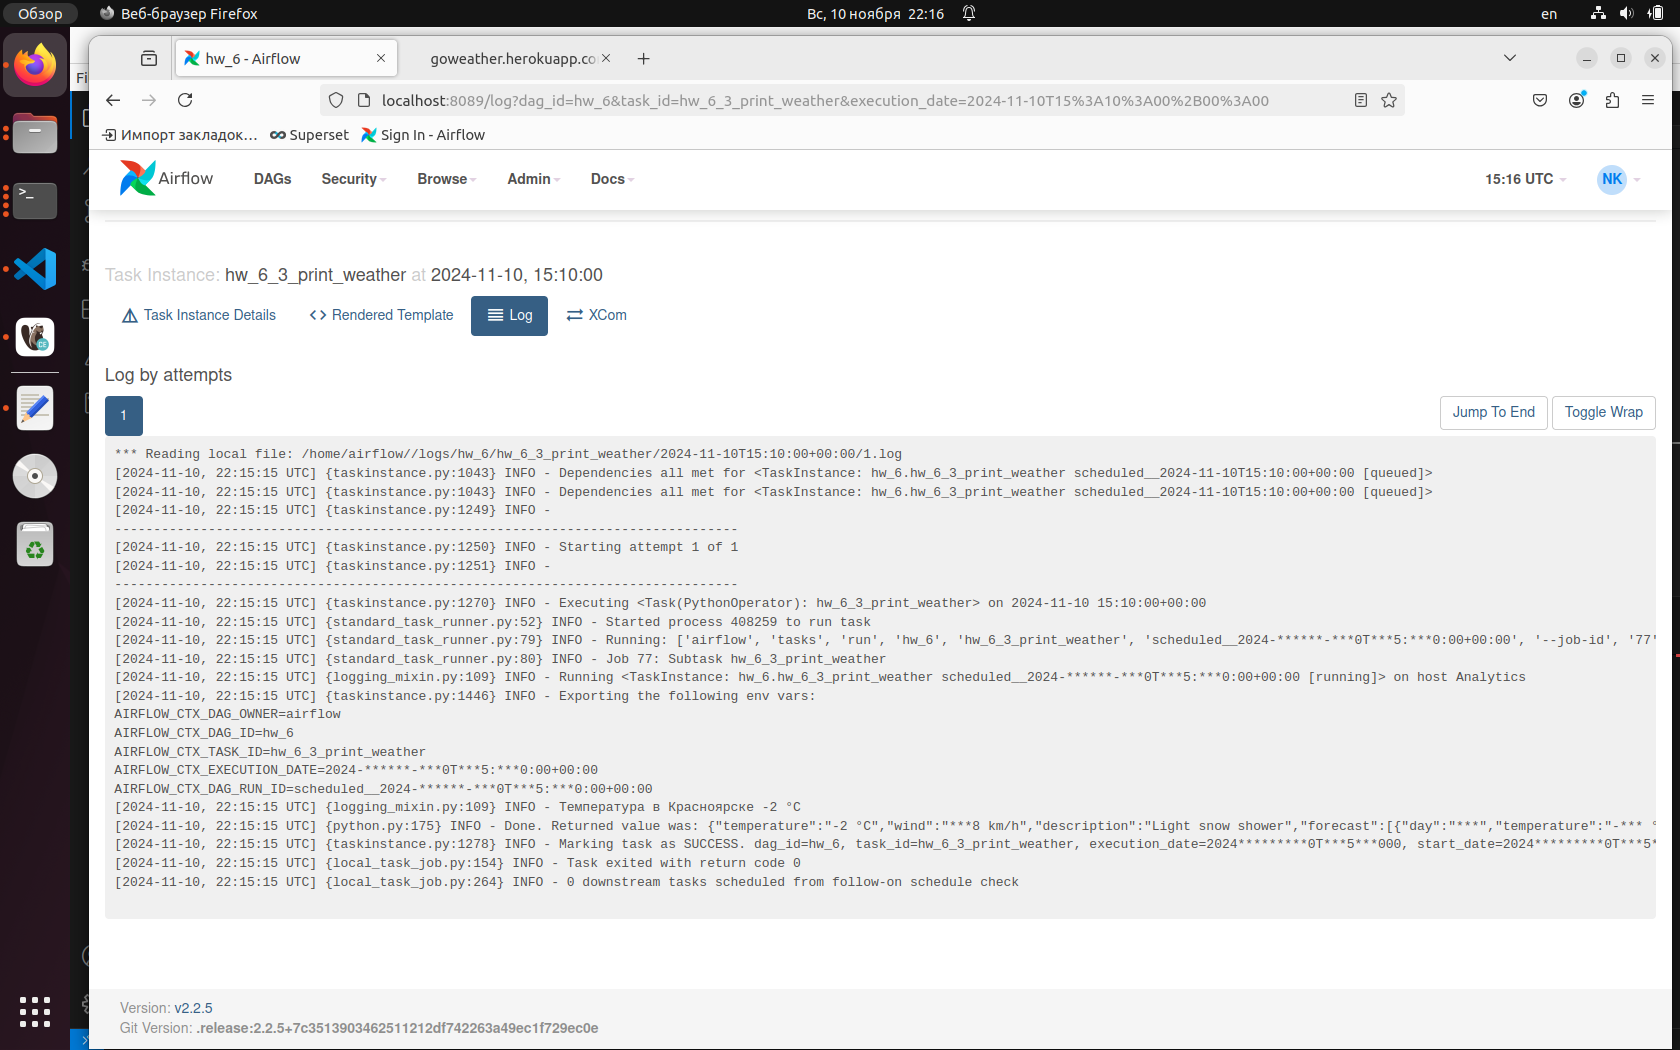 Обзор
Веб-браузер Firefox
Вс, 10 ноября 22:16
en
hw_6 - Airflow
goweather.herokuapp.co
localhost:8089/log?dag_id=hw_6&task_id=hw_6_3_print_weather&execution_date=2024-11-10T15%3A10%3A00%2B00%3A00
Импорт закладок…
Superset
Sign In - Airflow
Airflow
DAGs
Security
Browse
Admin
Docs
15:16 UTC
NK
Task Instance: hw_6_3_print_weather at 2024-11-10, 15:10:00
Task Instance Details
Rendered Template
Log
XCom
Log by attempts
1
Jump To End
Toggle Wrap
*** Reading local file: /home/airflow//logs/hw_6/hw_6_3_print_weather/2024-11-10T15:10:00+00:00/1.log
[2024-11-10, 22:15:15 UTC] {taskinstance.py:1043} INFO - Dependencies all met for <TaskInstance: hw_6.hw_6_3_print_weather scheduled__2024-11-10T15:10:00+00:00 [queued]>
[2024-11-10, 22:15:15 UTC] {taskinstance.py:1043} INFO - Dependencies all met for <TaskInstance: hw_6.hw_6_3_print_weather scheduled__2024-11-10T15:10:00+00:00 [queued]>
[2024-11-10, 22:15:15 UTC] {taskinstance.py:1249} INFO -
--------------------------------------------------------------------------------
[2024-11-10, 22:15:15 UTC] {taskinstance.py:1250} INFO - Starting attempt 1 of 1
[2024-11-10, 22:15:15 UTC] {taskinstance.py:1251} INFO -
--------------------------------------------------------------------------------
[2024-11-10, 22:15:15 UTC] {taskinstance.py:1270} INFO - Executing <Task(PythonOperator): hw_6_3_print_weather> on 2024-11-10 15:10:00+00:00
[2024-11-10, 22:15:15 UTC] {standard_task_runner.py:52} INFO - Started process 408259 to run task
[2024-11-10, 22:15:15 UTC] {standard_task_runner.py:79} INFO - Running: ['airflow', 'tasks', 'run', 'hw_6', 'hw_6_3_print_weather', 'scheduled__2024-******-***0T***5:***0:00+00:00', '--job-id', '77'
[2024-11-10, 22:15:15 UTC] {standard_task_runner.py:80} INFO - Job 77: Subtask hw_6_3_print_weather
[2024-11-10, 22:15:15 UTC] {logging_mixin.py:109} INFO - Running <TaskInstance: hw_6.hw_6_3_print_weather scheduled__2024-******-***0T***5:***0:00+00:00 [running]> on host Analytics
[2024-11-10, 22:15:15 UTC] {taskinstance.py:1446} INFO - Exporting the following env vars:
AIRFLOW_CTX_DAG_OWNER=airflow
AIRFLOW_CTX_DAG_ID=hw_6
AIRFLOW_CTX_TASK_ID=hw_6_3_print_weather
AIRFLOW_CTX_EXECUTION_DATE=2024-******-***0T***5:***0:00+00:00
AIRFLOW_CTX_DAG_RUN_ID=scheduled__2024-******-***0T***5:***0:00+00:00
[2024-11-10, 22:15:15 UTC] {logging_mixin.py:109} INFO - Температура в Красноярске -2 °C
[2024-11-10, 22:15:15 UTC] {python.py:175} INFO - Done. Returned value was: {"temperature":"-2 °C","wind":"***8 km/h","description":"Light snow shower","forecast":[{"day":"***","temperature":"-*** °
[2024-11-10, 22:15:15 UTC] {taskinstance.py:1278} INFO - Marking task as SUCCESS. dag_id=hw_6, task_id=hw_6_3_print_weather, execution_date=2024*********0T***5***000, start_date=2024*********0T***5*
[2024-11-10, 22:15:15 UTC] {local_task_job.py:154} INFO - Task exited with return code 0
[2024-11-10, 22:15:15 UTC] {local_task_job.py:264} INFO - 0 downstream tasks scheduled from follow-on schedule check
Version: v2.2.5
Git Version: .release:2.2.5+7c3513903462511212df742263a49ec1f729ec0e